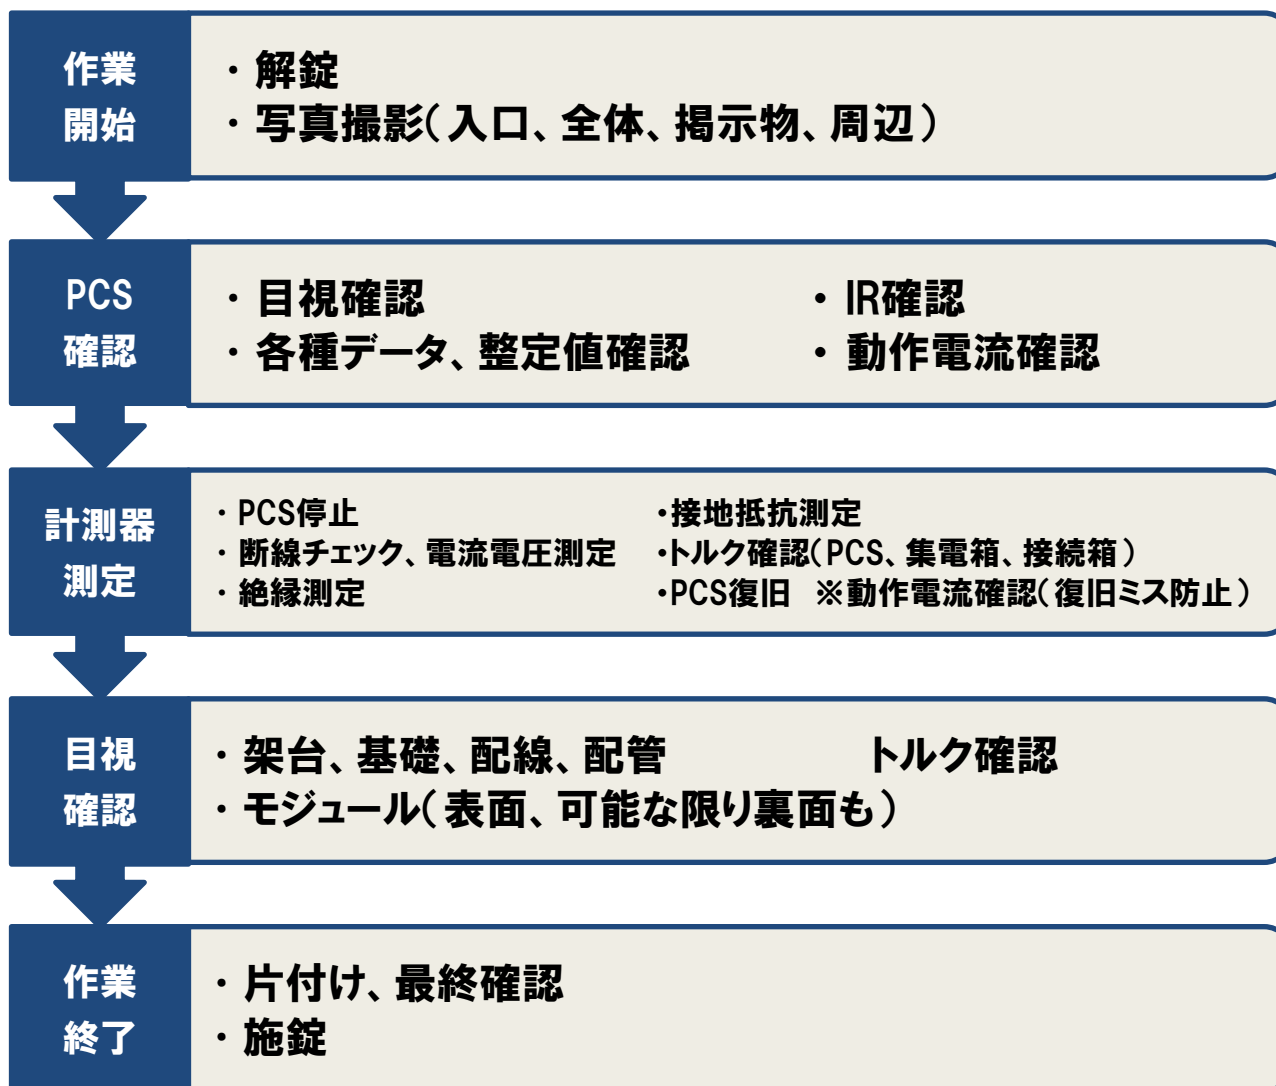 作業
開始
・解錠
・写真撮影(入口、全体、掲示物、周辺)
PCS
確認
・目視確認
・各種データ、整定値確認
・IR確認
・動作電流確認
計測器
測定
・PCS停止
・断線チェック、電流電圧測定
・絶縁測定
・接地抵抗測定
・トルク確認(PCS、集電箱、接続箱)
・PCS復旧 ※動作電流確認(復旧ミス防止)
目視
確認
・架台、基礎、配線、配管 トルク確認
・モジュール(表面、可能な限り裏面も)
作業
終了
・片付け、最終確認
・施錠